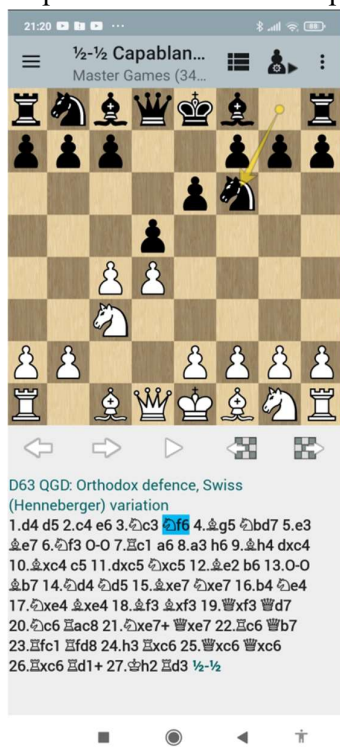 21:20
88
½-½ Capablan...
Master Games (34...
D63 QGD: Orthodox defence, Swiss
(Henneberger) variation
1.d4 d5 2.c4 e6 3.♘c3 ♘f6 4.♗g5 ♘bd7 5.e3
♗e7 6.♘f3 O-O 7.♖c1 a6 8.a3 h6 9.♗h4 dxc4
10.♗xc4 c5 11.dxc5 ♘xc5 12.♗e2 b6 13.O-O
♗b7 14.♘d4 ♘d5 15.♗xe7 ♘xe7 16.b4 ♘e4
17.♘xe4 ♗xe4 18.♗f3 ♗xf3 19.♕xf3 ♕d7
20.♘c6 ♖ac8 21.♘xe7+ ♕xe7 22.♖c6 ♕b7
23.♖fc1 ♖fd8 24.h3 ♖xc6 25.♕xc6 ♕xc6
26.♖xc6 ♖d1+ 27.♔h2 ♖d3 ½-½